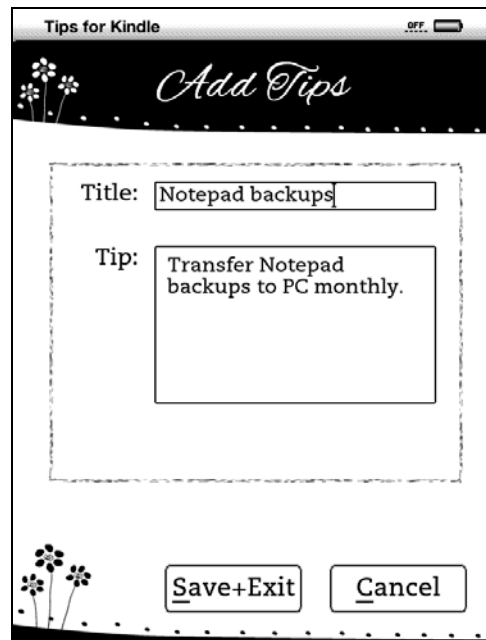 Tips for Kindle OFF
Add Tips
Title: Notepad backups
Tip: Transfer Notepad
backups to PC monthly.
Save+Exit Cancel